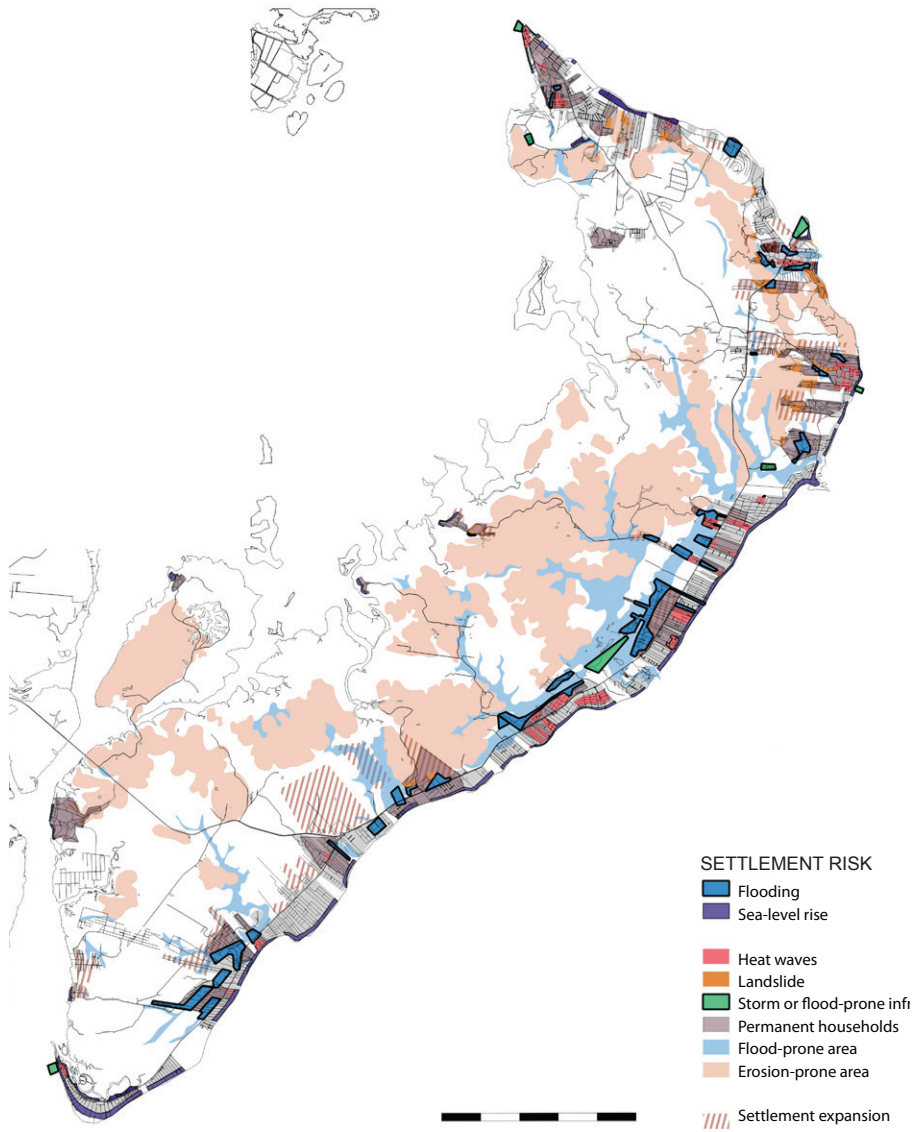 SETTLEMENT RISK
Flooding
Sea-level rise
Heat waves
Landslide
Storm or flood-prone infr
Permanent households
Flood-prone area
Erosion-prone area
Settlement expansion